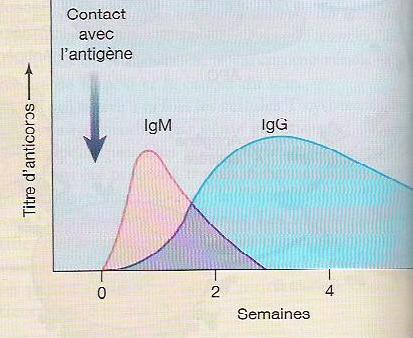 Contact
avec
l'antigène
Titre d'anticorps
IgM
IgG
0
2
4
Semaines